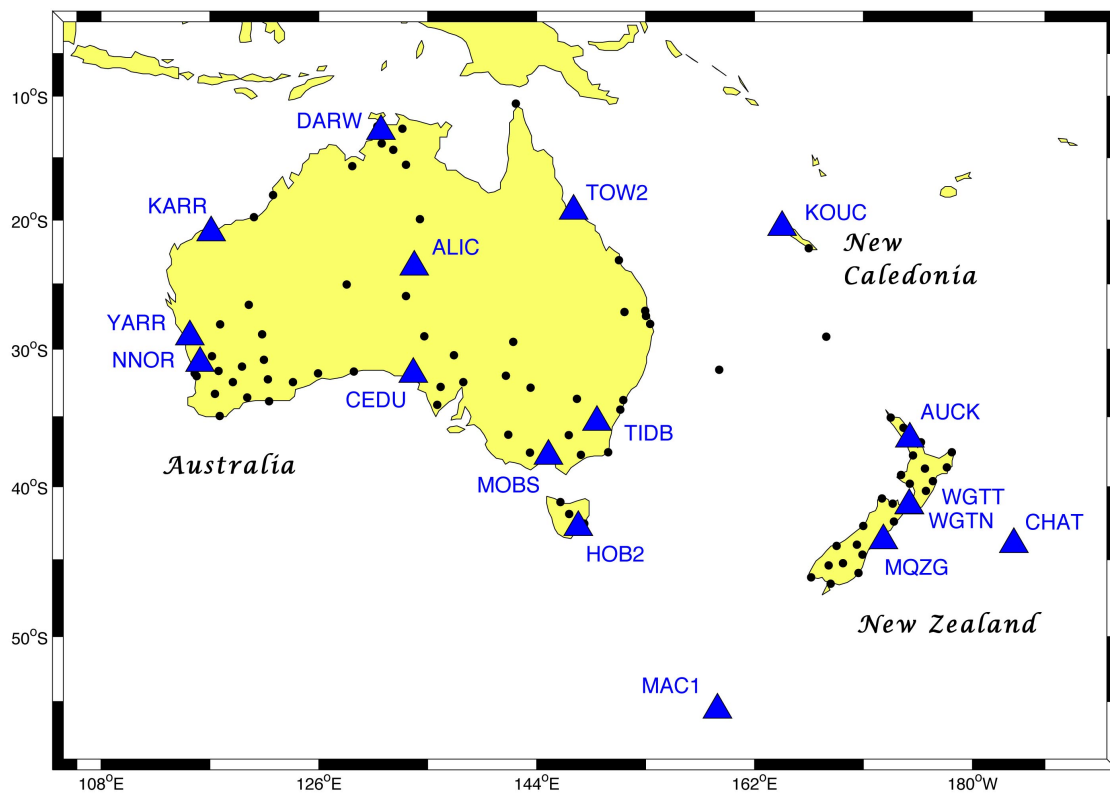 10°S
DARW
KARR
TOW2
KOUC
20°S
ALIC
New
Caledonia
YARR
NNOR
30°S
CEDU
TIDB
AUCK
Australia
MOBS
40°S
WGTT
WGTN
CHAT
HOB2
MQZG
New Zealand
50°S
MAC1
108°E
126°E
144°E
162°E
180°W